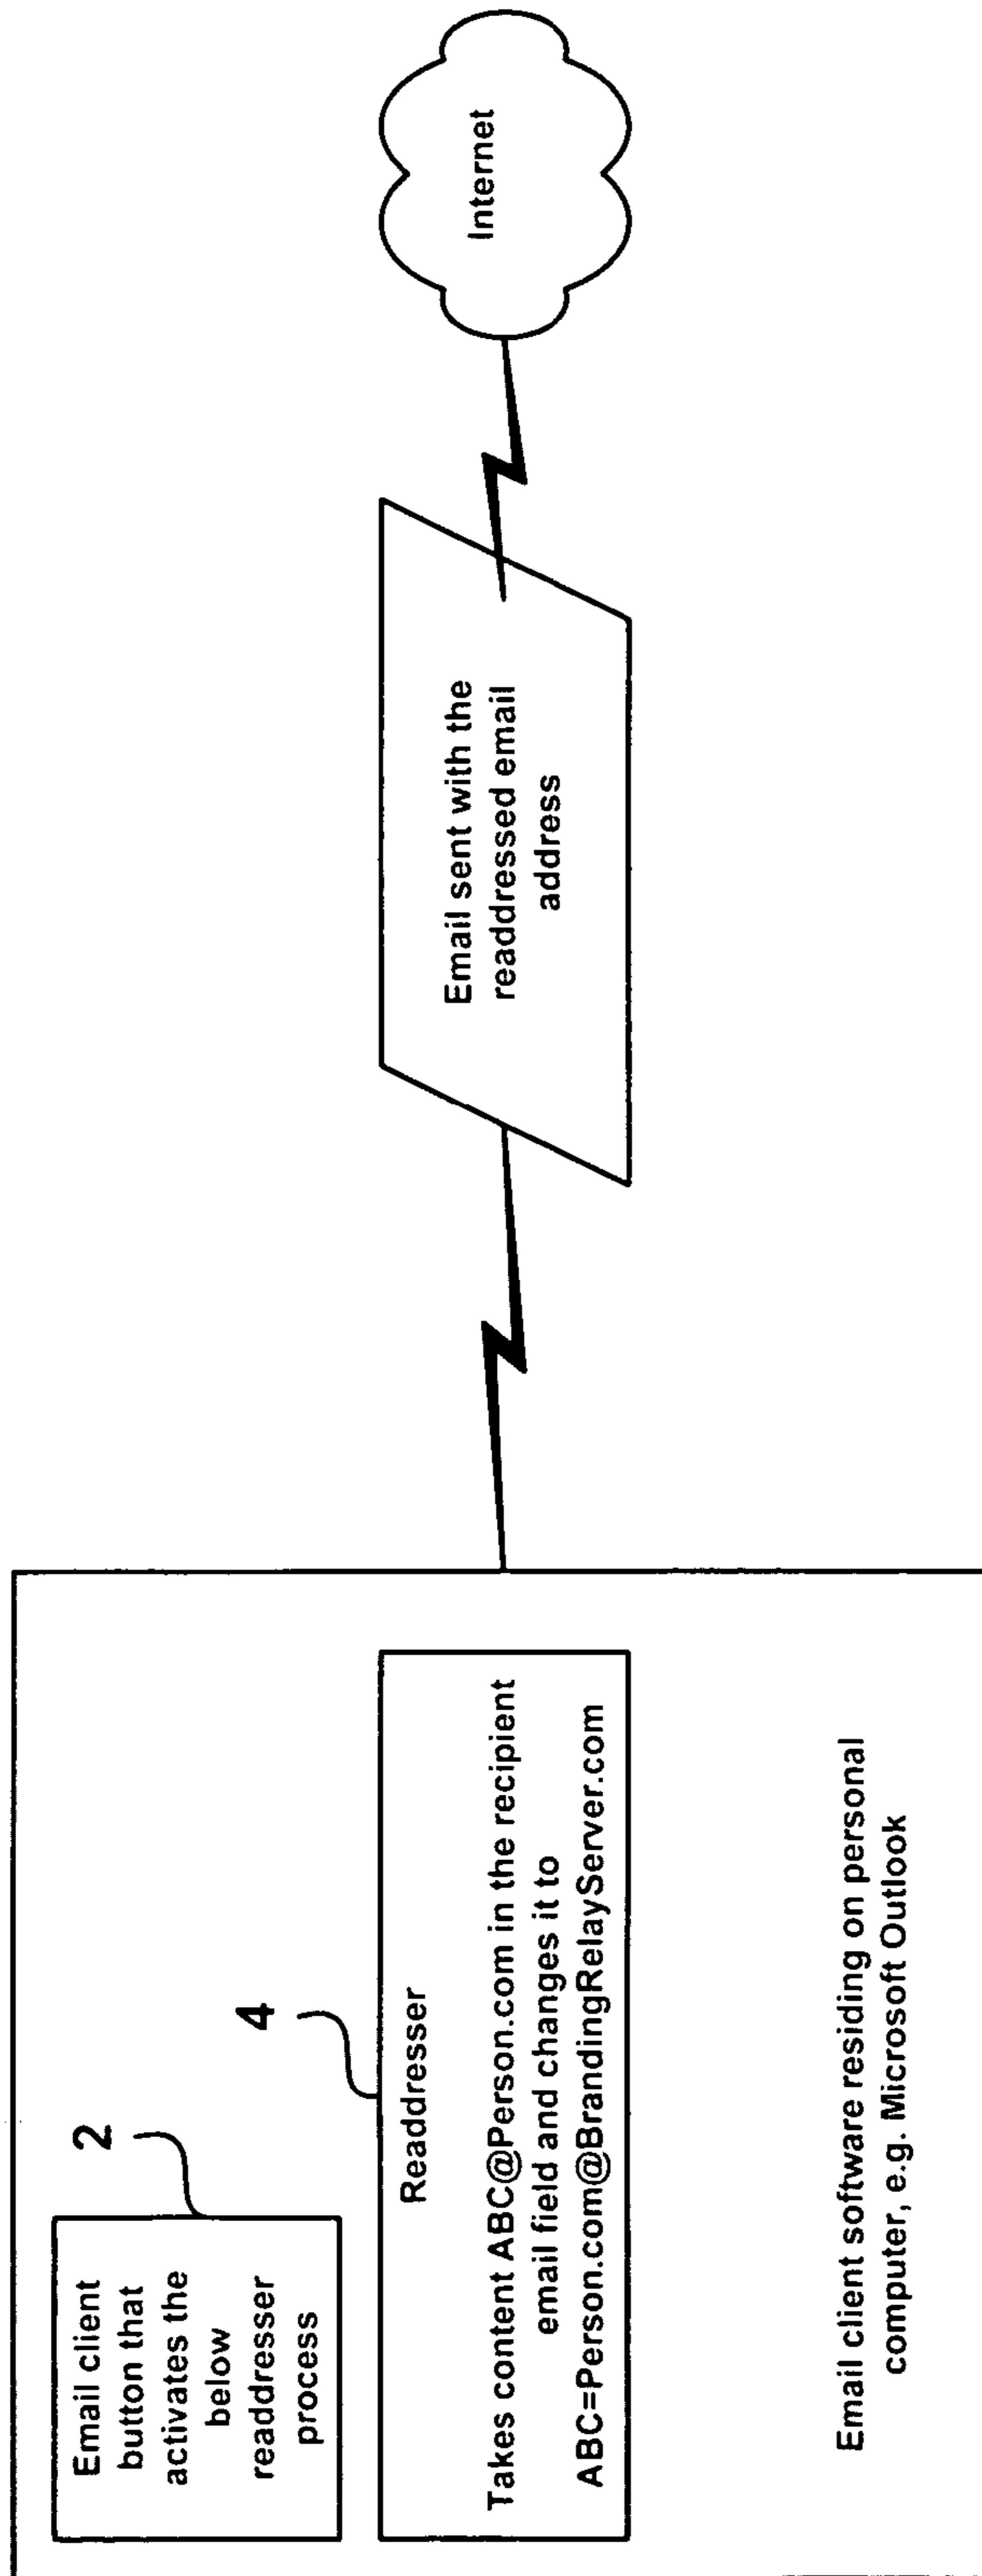 Email client
button that
activates the
below
readdresser
process
2
4
Readdresser
Takes content ABC@Person.com in the recipient
email field and changes it to
ABC=Person.com@BrandingRelayServer.com
Email client software residing on personal
computer, e.g. Microsoft Outlook
Email sent with the
readdressed email
address
Internet